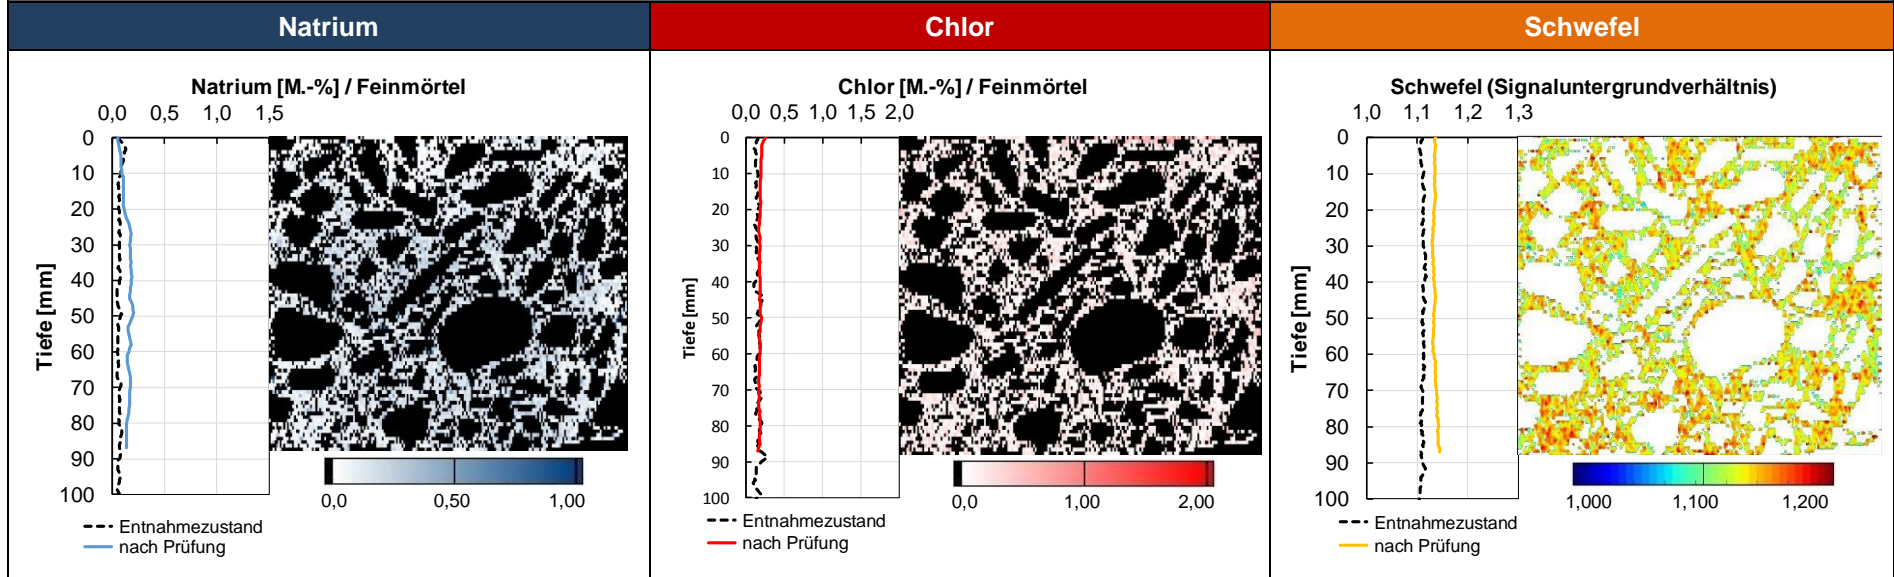 Natrium
Natrium [M.-%] / Feinmörtel
0,0 0,5 1,0 1,5
0
10
20
30
40
50
60
70
80
90
100
Tiefe [mm]
0,0 0,50 1,00
Entnahmezustand
nach Prüfung
Chlor
Chlor [M.-%] / Feinmörtel
0,0 0,5 1,0 1,5 2,0
0
10
20
30
40
50
60
70
80
90
100
Tiefe [mm]
0,0 1,00 2,00
Entnahmezustand
nach Prüfung
Schwefel
Schwefel (Signaluntergrundverhältnis)
1,0 1,1 1,2 1,3
0
10
20
30
40
50
60
70
80
90
100
Tiefe [mm]
1,000 1,100 1,200
Entnahmezustand
nach Prüfung